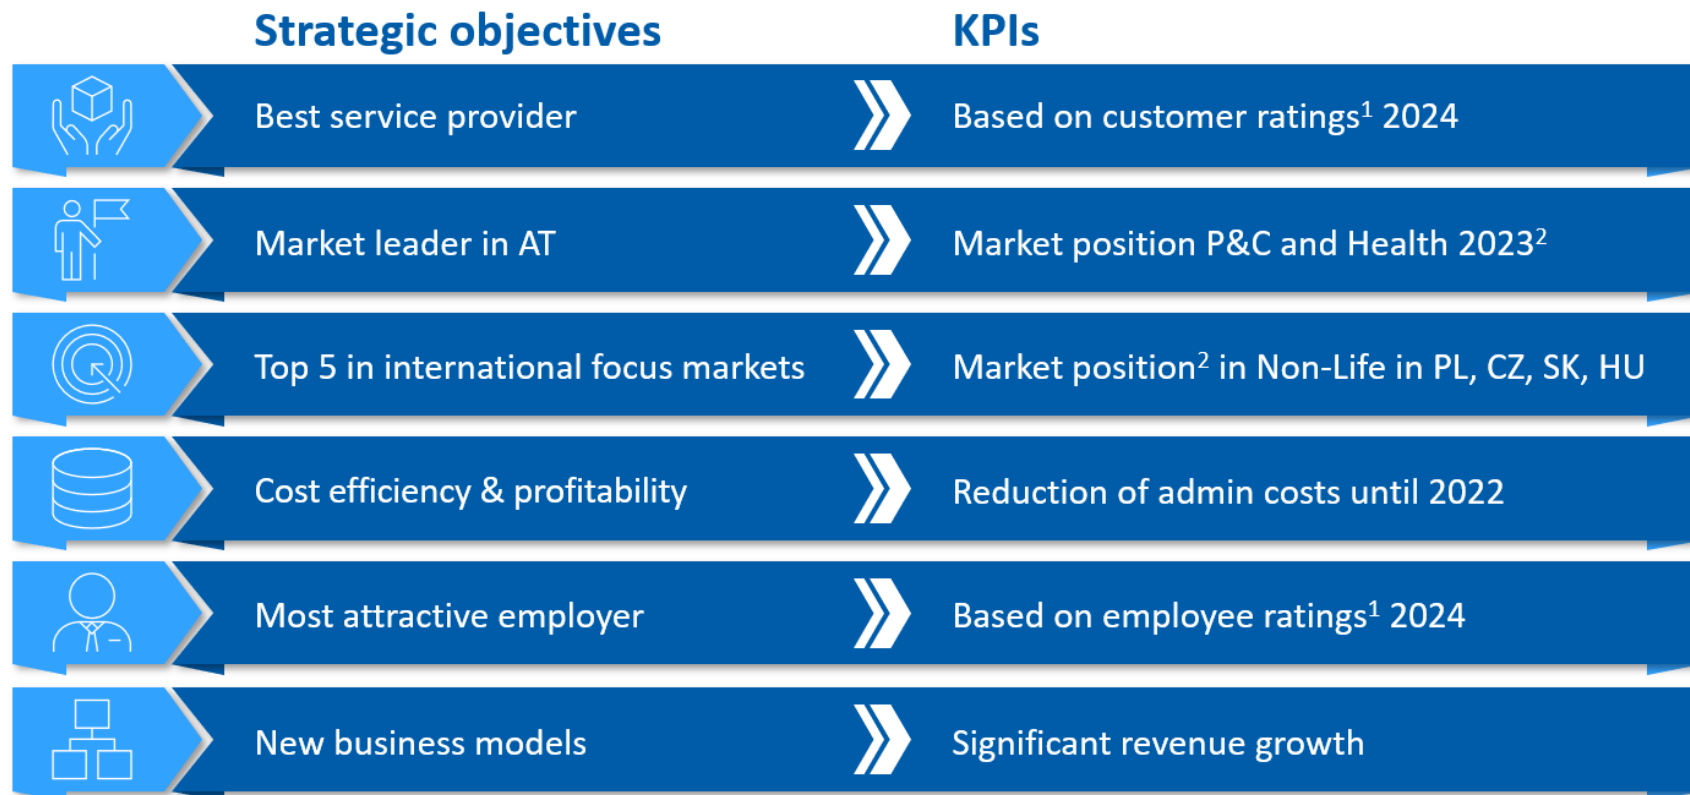 Strategic objectives KPIs
Best service provider Based on customer ratings¹ 2024
Market leader in AT Market position P&C and Health 2023²
Top 5 in international focus markets Market position² in Non-Life in PL, CZ, SK, HU
Cost efficiency & profitability Reduction of admin costs until 2022
Most attractive employer Based on employee ratings¹ 2024
New business models Significant revenue growth